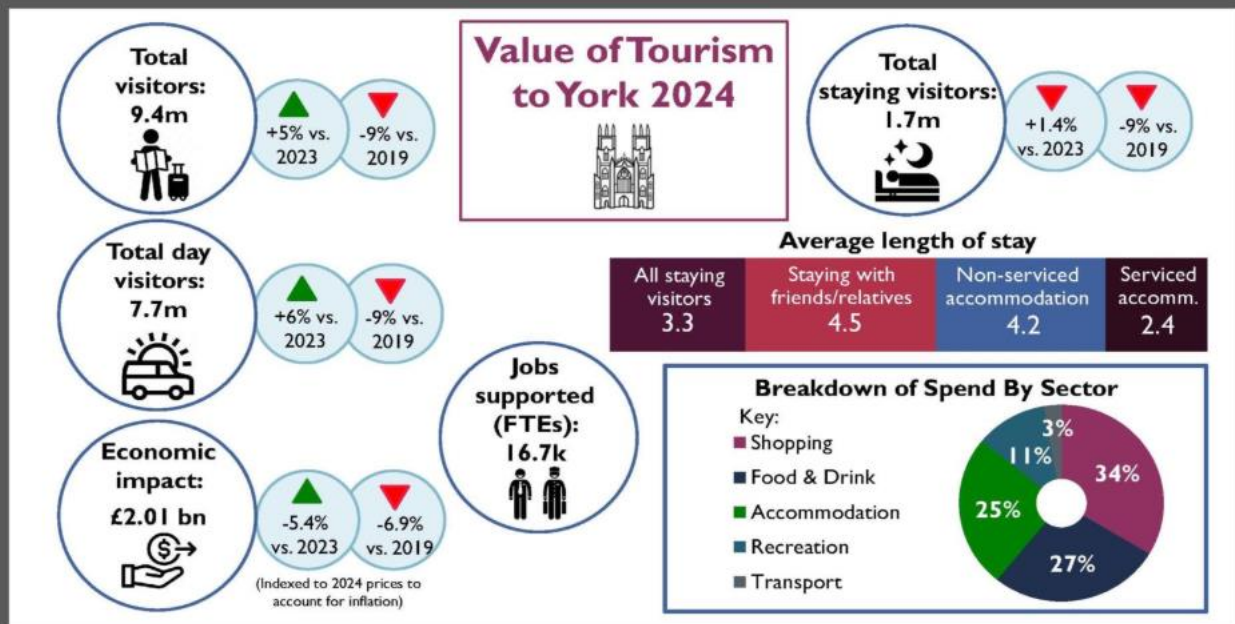 Value of Tourism
to York 2024
Total
visitors:
9.4m
+5% vs.
2023
-9% vs.
2019
Total
staying visitors:
1.7m
+1.4%
vs. 2023
-9% vs.
2019
Total day
visitors:
7.7m
+6% vs.
2023
-9% vs.
2019
Average length of stay
All staying
visitors
3.3
Staying with
friends/relatives
4.5
Non-serviced
accommodation
4.2
Serviced
accomm.
2.4
Economic
impact:
£2.01 bn
$
-5.4%
vs. 2023
-6.9%
vs. 2019
(Indexed to 2024 prices to
account for inflation)
Jobs
supported
(FTEs):
16.7k
Breakdown of Spend By Sector
Key:
Shopping
Food & Drink
Accommodation
Recreation
Transport
3%
11%
34%
25%
27%